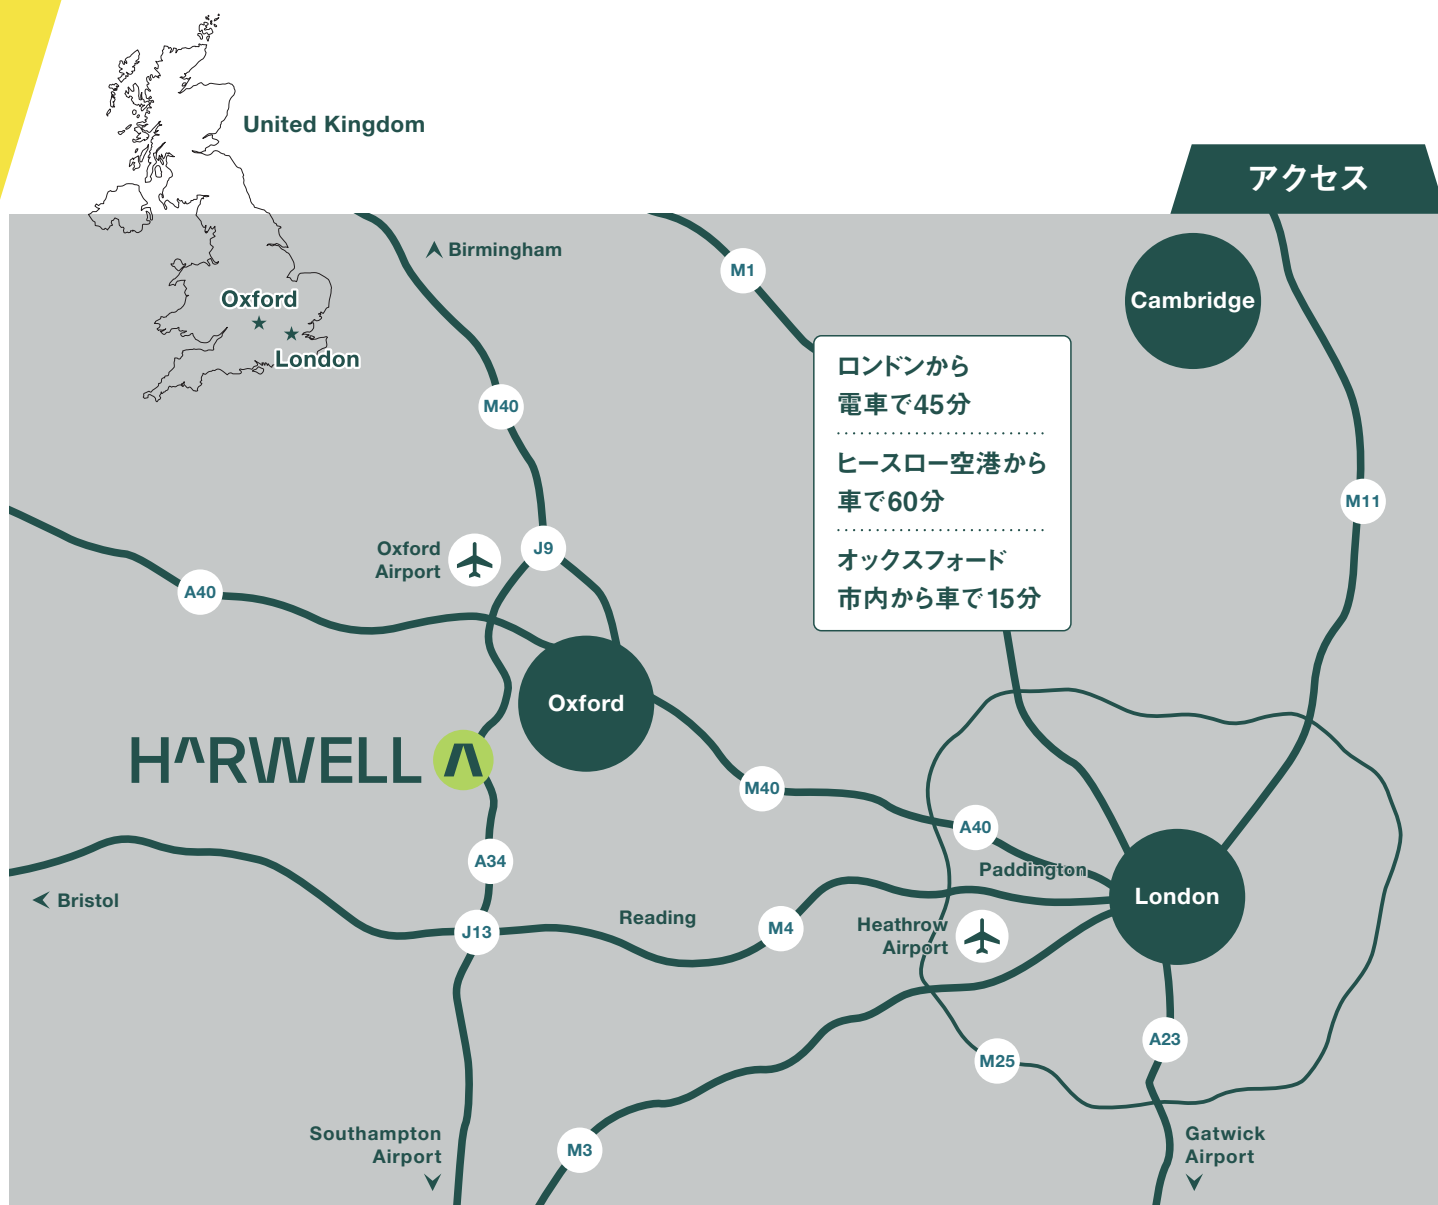 United Kingdom
アクセス
Birmingham
M1
Cambridge
Oxford
London
ロンドンから
電車で45分
ヒースロー空港から
車で60分
オックスフォード
市内から車で15分
M40
M11
Oxford
Airport
J9
A40
Oxford
HARWELL
M40
A40
Paddington
A34
London
Bristol
Reading
J13
M4
Heathrow
Airport
A23
M25
Southampton
Airport
M3
Gatwick
Airport